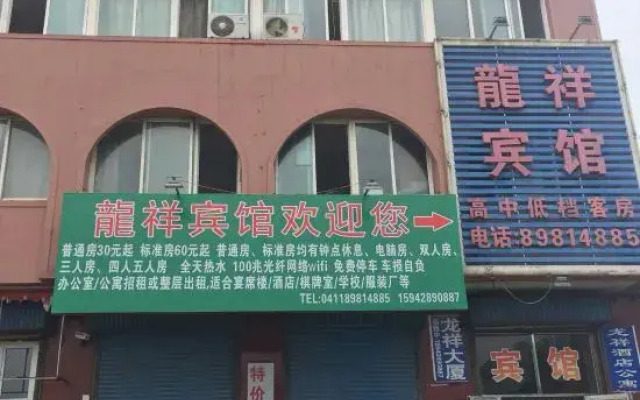 龍祥宾馆欢迎您
普通房30元起 标准房60元起 普通房、标准房均有钟点休息、电脑房、双人房、
三人房、四人五人房 全天热水 100兆光纤网络wifi 免费停车 车损自负
办公室/公寓招租或整层出租,适合宴席楼/酒店/棋牌室/学校/服装厂等
TEL:041189814885 15942890887
龍祥
宾馆
高中低档客房
电话:89814885
龙祥大厦
特价
宾馆
龙祥酒店公寓